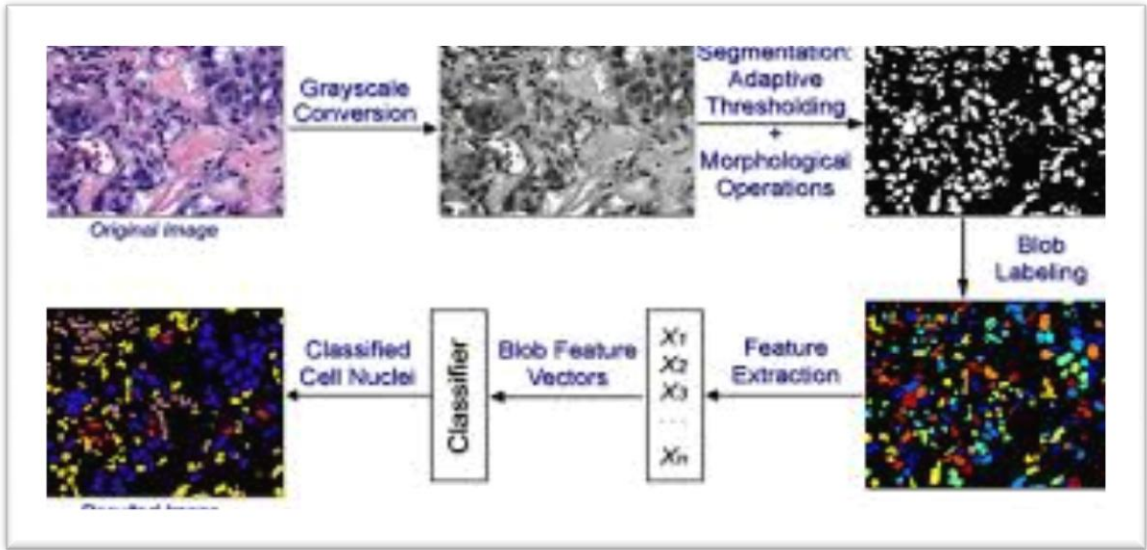 Original Image
Grayscale
Conversion
Segmentation:
Adaptive
Thresholding
+
Morphological
Operations
Blob
Labeling
Feature
Extraction
X1
X2
X3
...
Xn
Blob Feature
Vectors
Classifier
Classified
Cell Nuclei
Image